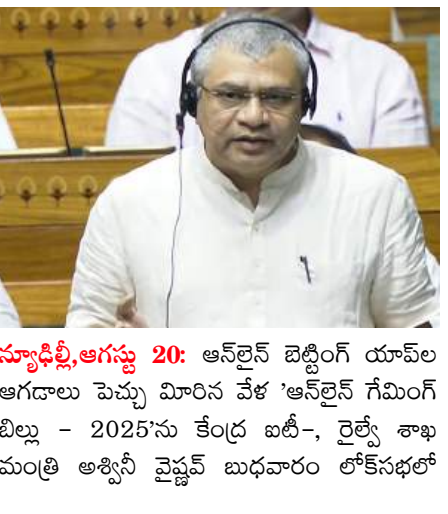 న్యూఢిల్లీ,ఆగస్టు 20: ఆన్‌లైన్ బెట్టింగ్ యాప్‌ల
ఆగడాలు పెచ్చు మీరిన వేళ 'ఆన్‌లైన్ గేమింగ్
బిల్లు - 2025'ను కేంద్ర ఐటీ-, రైల్వే శాఖ
మంత్రి అశ్వినీ వైష్ణవ్ బుధవారం లోక్‌సభలో